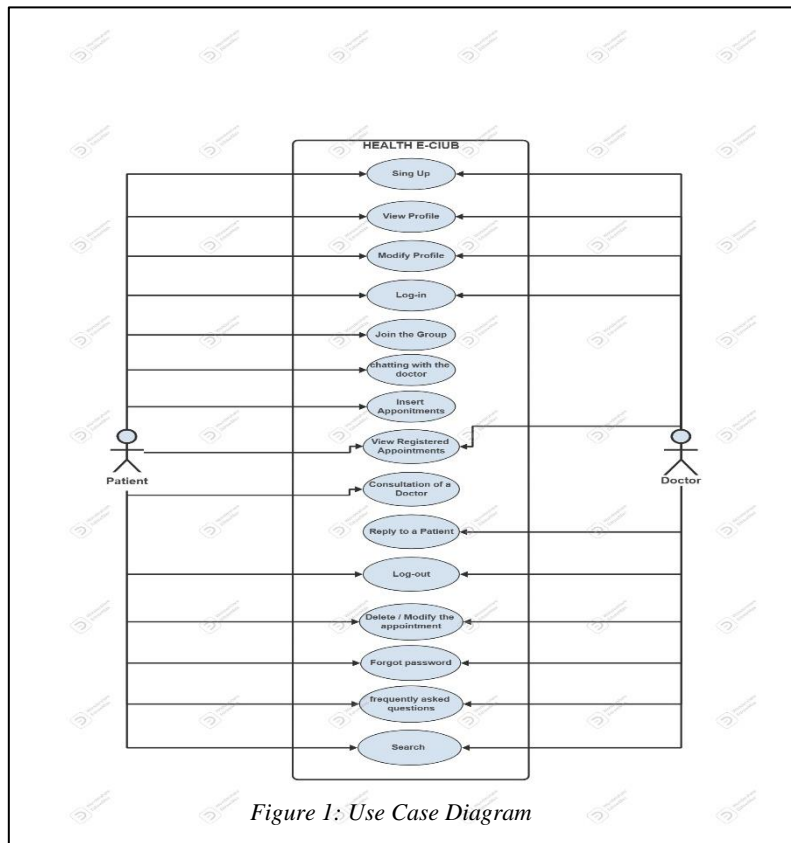 HEALTH E-CIUB
Sing Up
View Profile
Modify Profile
Log-in
Join the Group
chatting with the
doctor
Insert
Apponitments
View Registered
Appointments
Patient
Doctor
Consultation of a
Doctor
Reply to a Patient
Log-out
Delete / Modify the
appointment
Forgot password
frequently asked
questions
Search
Figure 1: Use Case Diagram